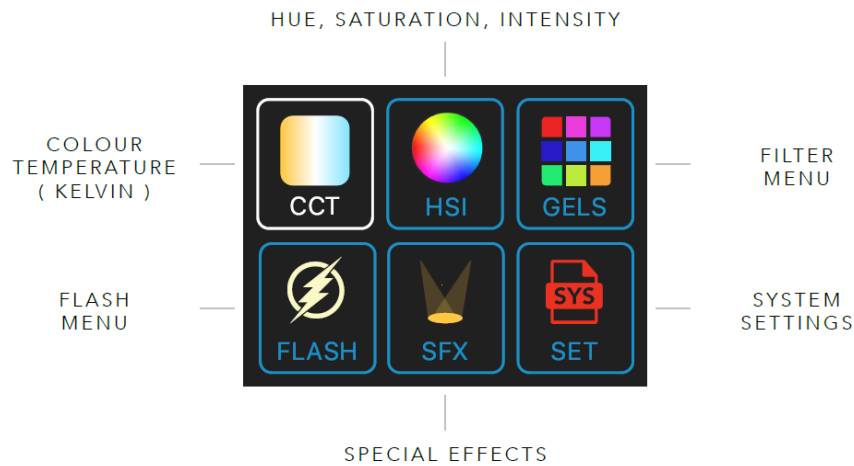 HUE, SATURATION, INTENSITY
COLOUR
TEMPERATURE
( KELVIN )
CCT
HSI
GELS
FILTER
MENU
FLASH
MENU
FLASH
SFX
SYS
SET
SYSTEM
SETTINGS
SPECIAL EFFECTS